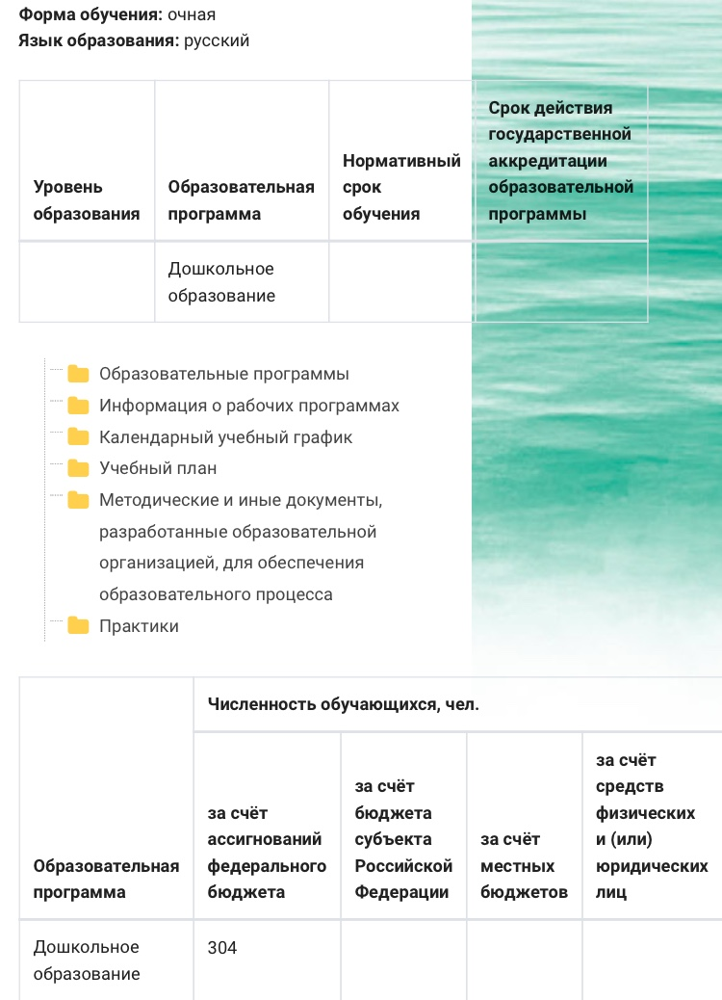 Форма обучения: очная
Язык образования: русский
Уровень
образования
Образовательная
программа
Нормативный
срок
обучения
Срок действия
государственной
аккредитации
образовательной
программы
Дошкольное
образование
Образовательные программы
Информация о рабочих программах
Календарный учебный график
Учебный план
Методические и иные документы,
разработанные образовательной
организацией, для обеспечения
образовательного процесса
Практики
Образовательная
программа
Численность обучающихся, чел.
за счёт
ассигнований
федерального
бюджета
за счёт
бюджета
субъекта
Российской
Федерации
за счёт
местных
бюджетов
за счёт
средств
физических
и (или)
юридических
лиц
Дошкольное
образование
304